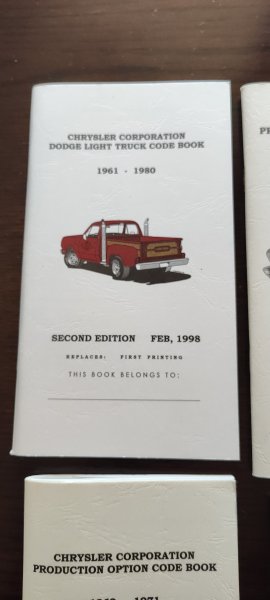 CHRYSLER CORPORATION
DODGE LIGHT TRUCK CODE BOOK
1961 - 1980
SECOND EDITION FEB, 1998
REPLACES: FIRST PRINTING
THIS BOOK BELONGS TO:
CHRYSLER CORPORATION
PRODUCTION OPTION CODE BOOK